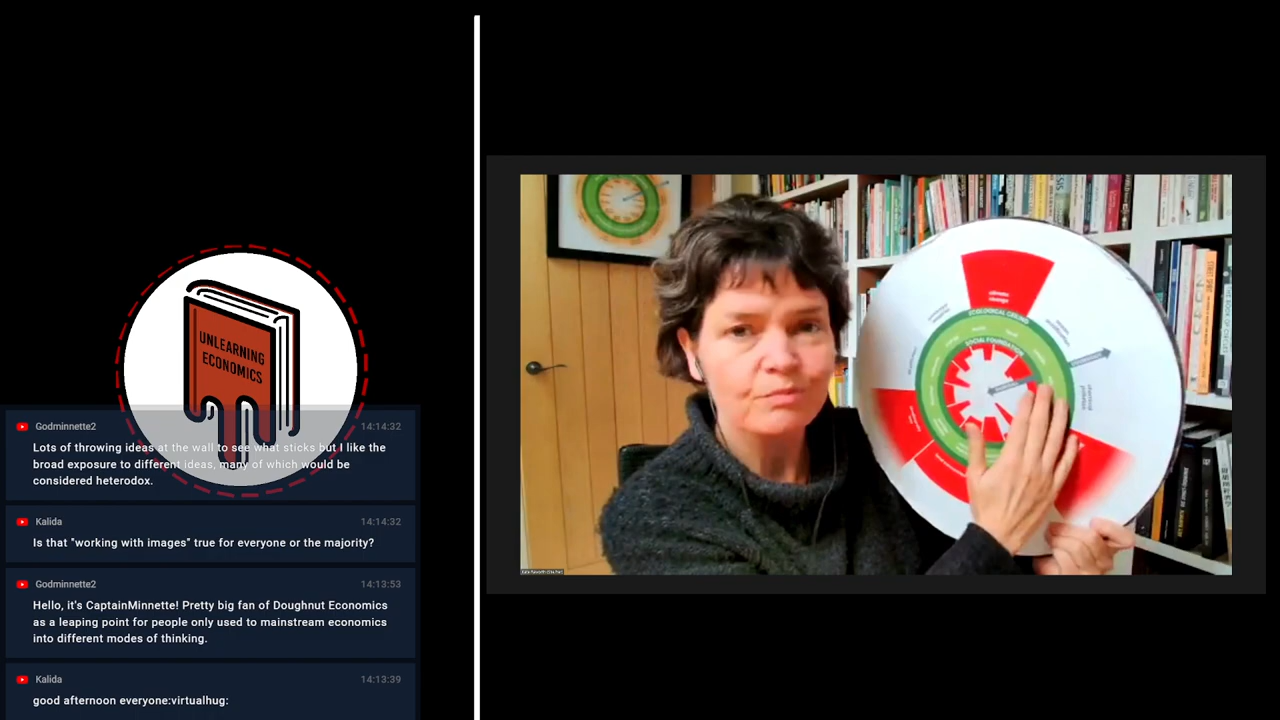 UNLEARNING
ECONOMICS
Godminnette2
14:14:32
Lots of throwing ideas at the wall to see what sticks but I like the
broad exposure to different ideas, many of which would be
considered heterodox.
Kalida
14:14:32
Is that "working with images" true for everyone or the majority?
Godminnette2
14:13:53
Hello, it's CaptainMinnette! Pretty big fan of Doughnut Economics
as a leaping point for people only used to mainstream economics
into different modes of thinking.
Kalida
14:13:39
good afternoon everyone:virtualhug:
climate
change
ECOLOGICAL CEILING
SOCIAL FOUNDATION